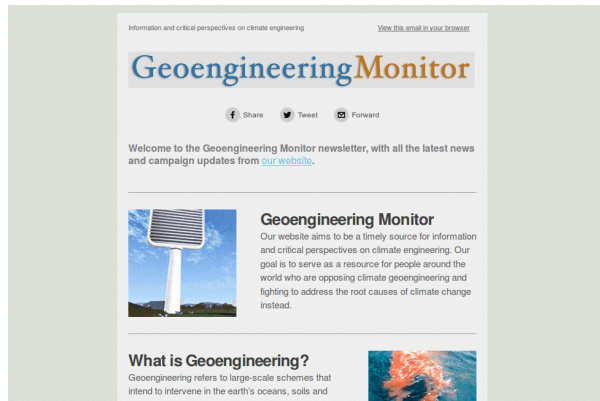 Information and critical perspectives on climate engineering
View this email in your browser
GeoengineeringMonitor
Share
Tweet
Forward
Welcome to the Geoengineering Monitor newsletter, with all the latest news
and campaign updates from our website.
Geoengineering Monitor
Our website aims to be a timely source for information
and critical perspectives on climate engineering. Our
goal is to serve as a resource for people around the
world who are opposing climate geoengineering and
fighting to address the root causes of climate change
instead.
What is Geoengineering?
Geoengineering refers to large-scale schemes that
intend to intervene in the earth's oceans, soils and